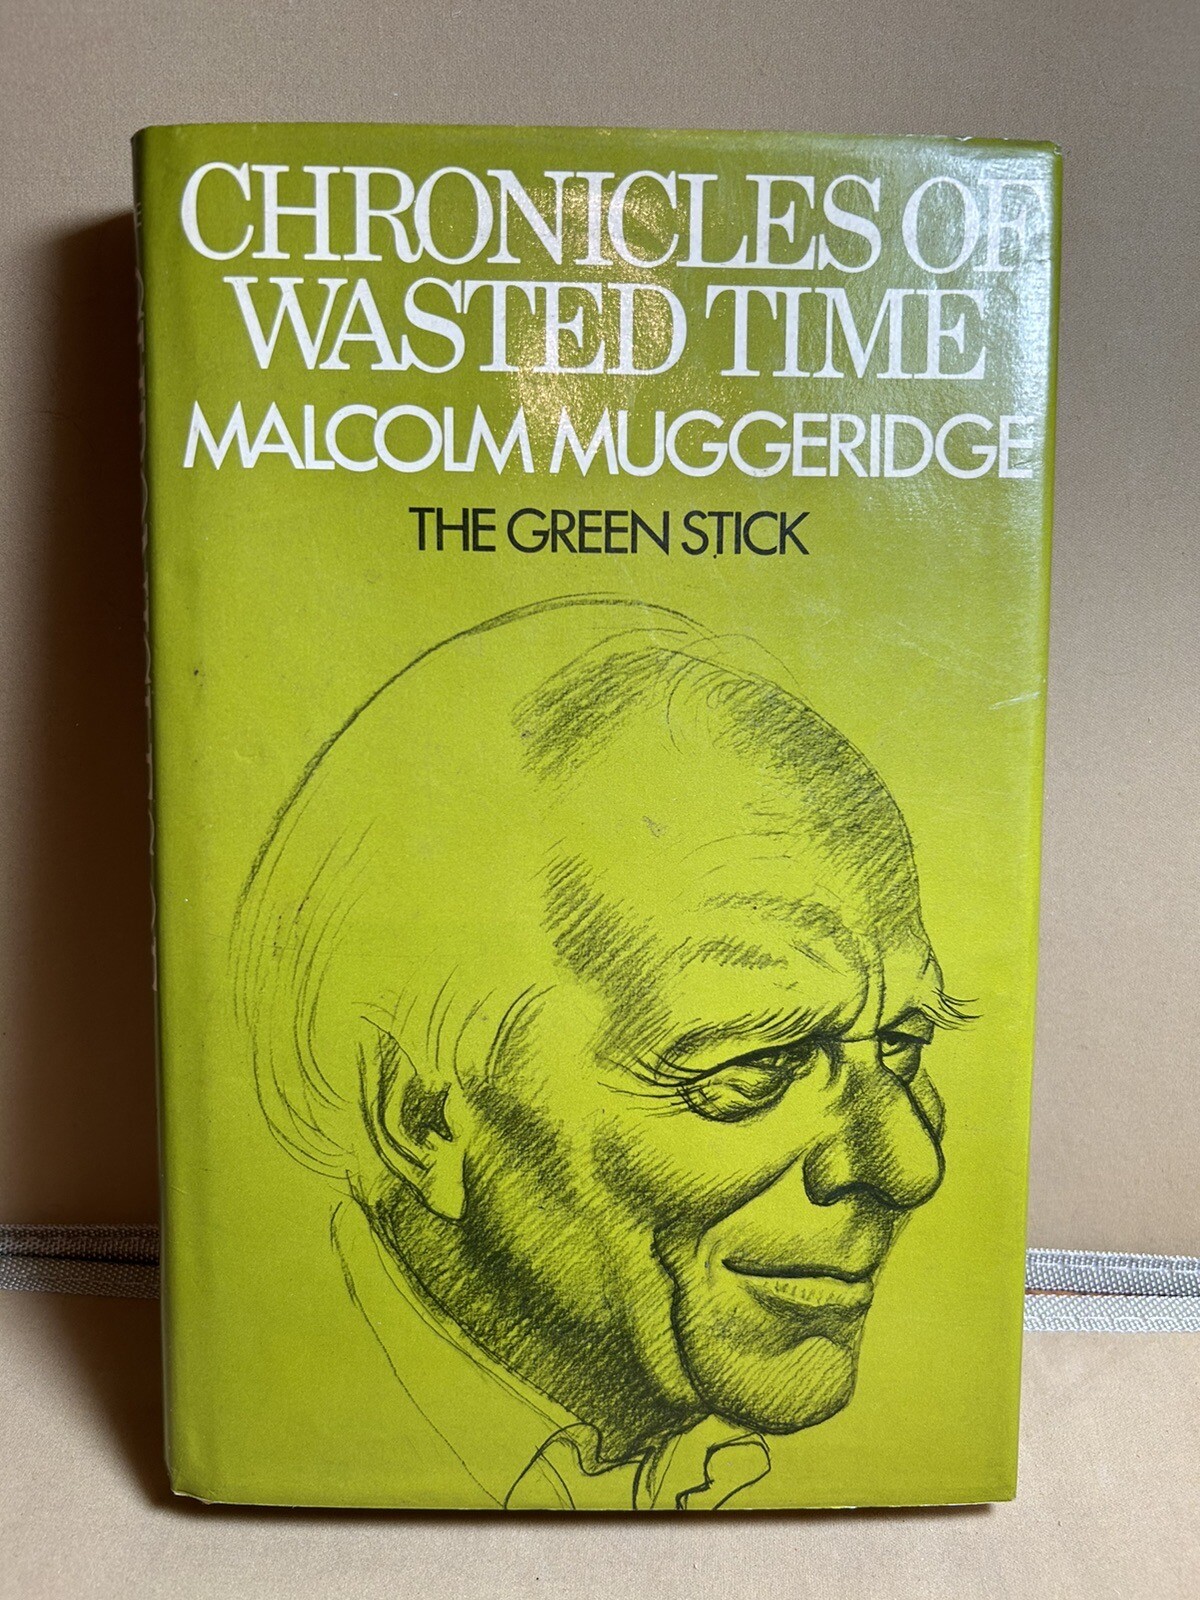 CHRONICLES OF
WASTED TIME
MALCOLM MUGGERIDGE
THE GREEN STICK